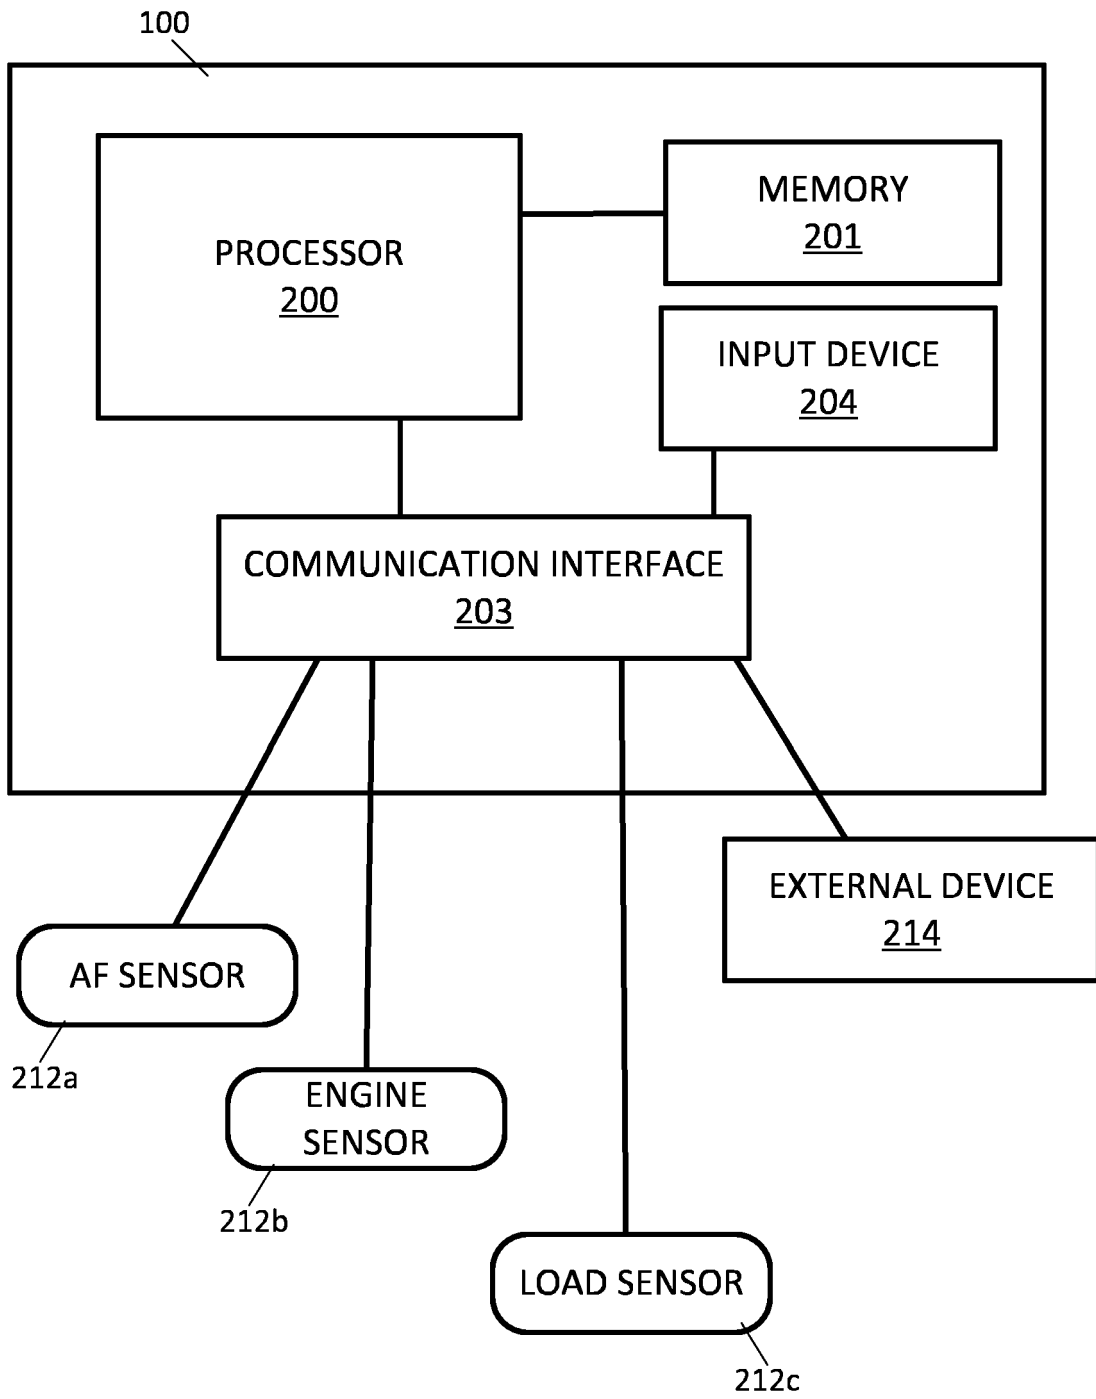 100
PROCESSOR
200
MEMORY
201
INPUT DEVICE
204
COMMUNICATION INTERFACE
203
EXTERNAL DEVICE
214
AF SENSOR
212a
ENGINE
SENSOR
212b
LOAD SENSOR
212c